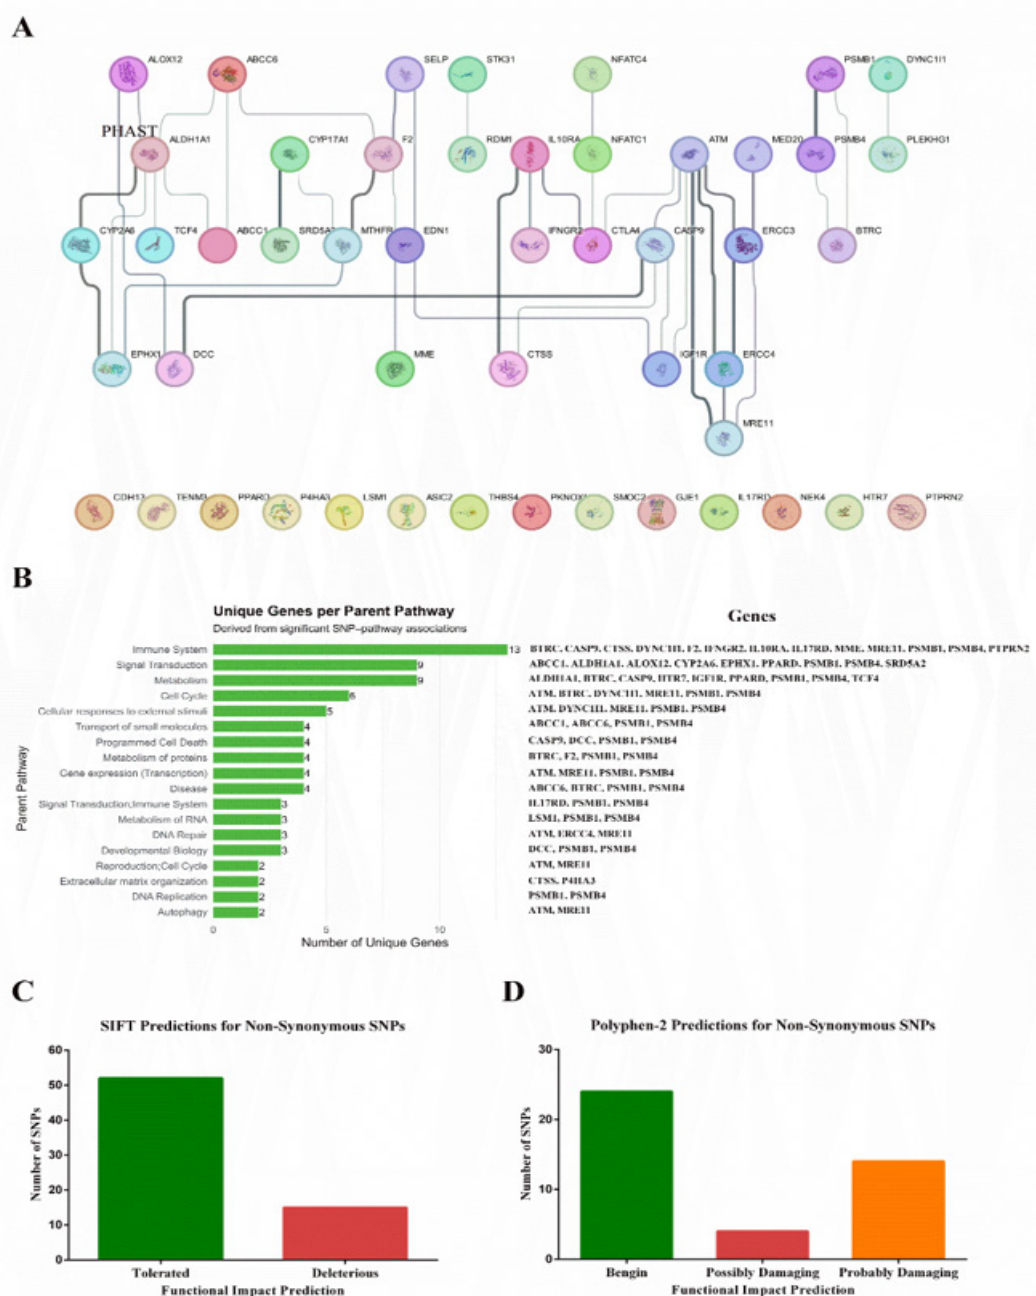 A
ALOX12 ABCC6 SELP STK31 NFATC4 PSMB1 DYNC1I1
PHAST
ALDH1A1 CYP17A1 F2 RDM1 IL10RA NFATC1 ATM MED20 PSMB4 PLEKHG1
CYP2A6 TCF4 ABCC1 SRD5A2 MTHFR EDN1 IFNGR2 CTLA4 CASP9 ERCC3 BTRC
EPHX1 DCC MME CTSS IGF1R ERCC4
MRE11
CDH13 TENM3 PPARD P4HA3 LSM1 ASIC2 THBS4 PKNOX1 SMOC2 GJE1 IL17RD NEK4 HTR7 PTPRN2
B
Unique Genes per Parent Pathway
Genes
Derived from significant SNP–pathway associations
Immune System 13 BTRC, CASP9, CTSS, DYNC1I1, F2, IFNGR2, IL10RA, IL17RD, MME, MRE11, PSMB1, PSMB4, PTPRN2
Signal Transduction 9 ABCC1, ALDH1A1, ALOX12, CYP2A6, EPHX1, PPARD, PSMB1, PSMB4, SRD5A2
Metabolism 9 ALDH1A1, BTRC, CASP9, HTR7, IGF1R, PPARD, PSMB1, PSMB4, TCF4
Cell Cycle 6 ATM, BTRC, DYNC1I1, MRE11, PSMB1, PSMB4
Cellular responses to external stimuli 5 ATM, DYNC1I1, MRE11, PSMB1, PSMB4
Transport of small molecules 4 ABCC1, ABCC6, PSMB1, PSMB4
Programmed Cell Death 4 CASP9, DCC, PSMB1, PSMB4
Metabolism of proteins 4 BTRC, F2, PSMB1, PSMB4
Gene expression (Transcription) 4 ATM, MRE11, PSMB1, PSMB4
Disease 4 ABCC6, BTRC, PSMB1, PSMB4
Signal Transduction;Immune System 3 IL17RD, PSMB1, PSMB4
Metabolism of RNA 3 LSM1, PSMB1, PSMB4
DNA Repair 3 ATM, ERCC4, MRE11
Developmental Biology 3 DCC, PSMB1, PSMB4
Reproduction;Cell Cycle 2 ATM, MRE11
Extracellular matrix organization 2 CTSS, P4HA3
DNA Replication 2 PSMB1, PSMB4
Autophagy 2 ATM, MRE11
0 5 10
Number of Unique Genes
Parent Pathway
C
SIFT Predictions for Non-Synonymous SNPs
60
50
40
30
20
10
0
Number of SNPs
Tolerated Deleterious
Functional Impact Prediction
D
Polyphen-2 Predictions for Non-Synonymous SNPs
30
20
10
0
Number of SNPs
Bengin Possibly Damaging Probably Damaging
Functional Impact Prediction